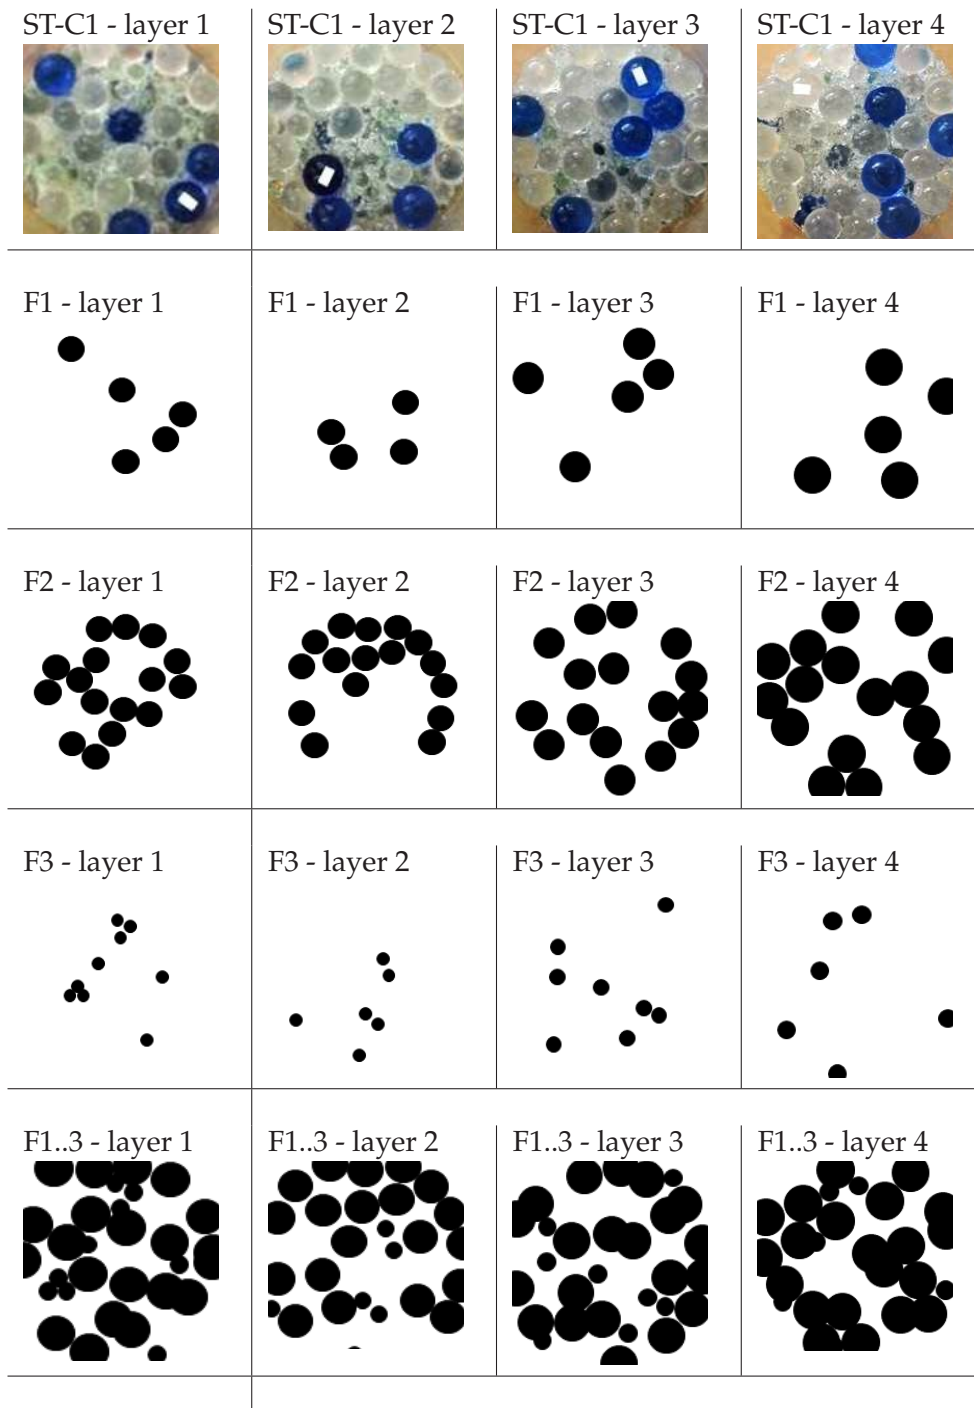 ST-C1 - layer 1
ST-C1 - layer 2
ST-C1 - layer 3
ST-C1 - layer 4
F1 - layer 1
F1 - layer 2
F1 - layer 3
F1 - layer 4
F2 - layer 1
F2 - layer 2
F2 - layer 3
F2 - layer 4
F3 - layer 1
F3 - layer 2
F3 - layer 3
F3 - layer 4
F1..3 - layer 1
F1..3 - layer 2
F1..3 - layer 3
F1..3 - layer 4